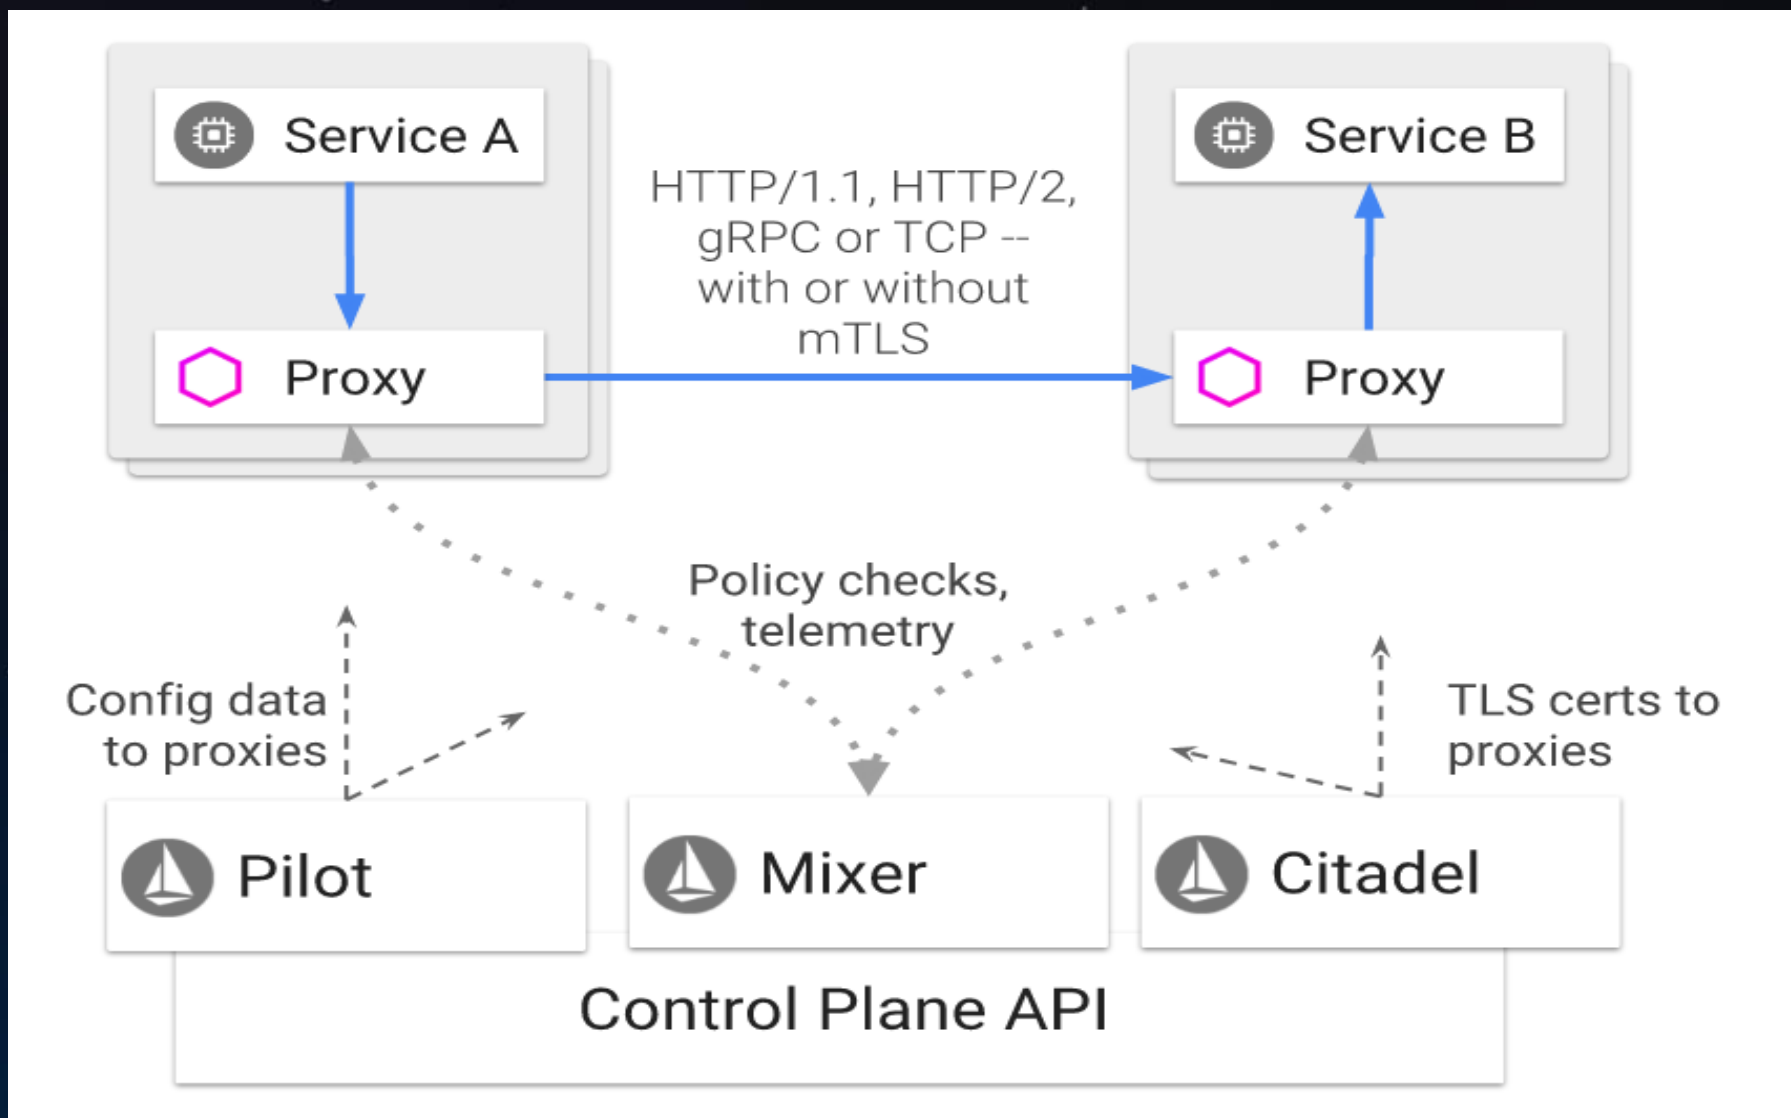 Service A
Service B
HTTP/1.1, HTTP/2,
gRPC or TCP --
with or without
mTLS
Proxy
Proxy
Policy checks,
telemetry
Config data
to proxies
TLS certs to
proxies
Pilot
Mixer
Citadel
Control Plane API